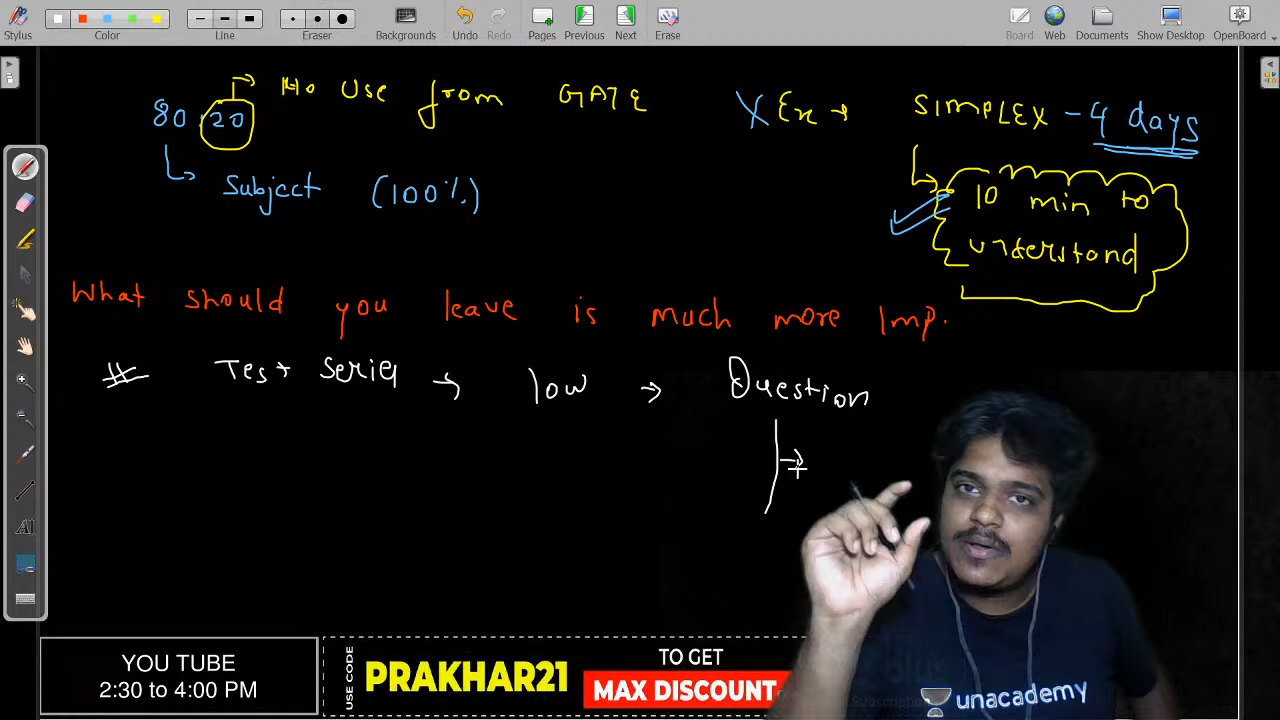 Stylus
Color
Line
Eraser
Backgrounds
Undo
Redo
Pages
Previous
Next
Erase
Board
Web
Documents
Show Desktop
OpenBoard
80 20 → No Use from GATE
Subject (100%)
X Ex → SIMPLEX - 4 days
10 min to
understand
What should you leave is much more Imp.
Test Series → low → Question
YOU TUBE
2:30 to 4:00 PM
USE CODE
PRAKHAR21
TO GET
MAX DISCOUNT
unacademy